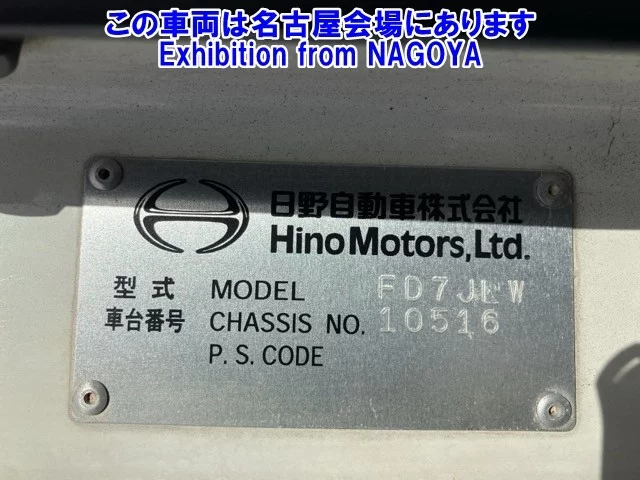 この車両は名古屋会場にあります
Exhibition from NAGOYA
日野自動車株式会社
Hino Motors, Ltd.
型式 MODEL FD7JEW
車台番号 CHASSIS NO. 10516
P. S. CODE